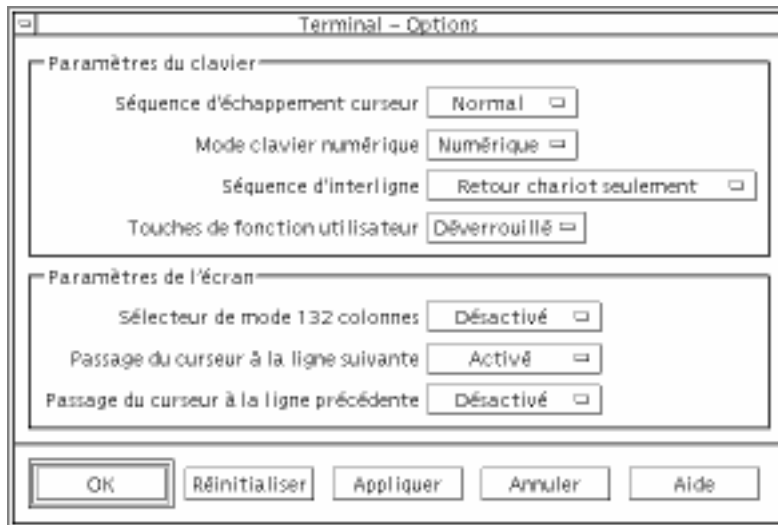 Terminal – Options
Paramètres du clavier
Séquence d'échappement curseur Normal
Mode clavier numérique Numérique
Séquence d'interligne Retour chariot seulement
Touches de fonction utilisateur Déverrouillé
Paramètres de l'écran
Sélecteur de mode 132 colonnes Désactivé
Passage du curseur à la ligne suivante Activé
Passage du curseur à la ligne précédente Désactivé
OK Réinitialiser Appliquer Annuler Aide